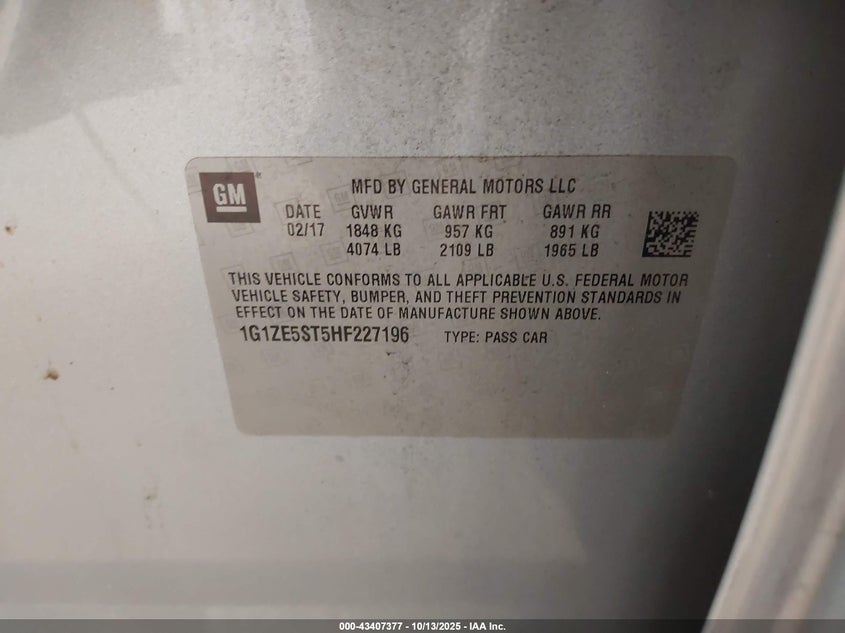 GM
MFD BY GENERAL MOTORS LLC
DATE GVWR GAWR FRT GAWR RR
02/17 1848 KG 957 KG 891 KG
4074 LB 2109 LB 1965 LB
THIS VEHICLE CONFORMS TO ALL APPLICABLE U.S. FEDERAL MOTOR
VEHICLE SAFETY, BUMPER, AND THEFT PREVENTION STANDARDS IN
EFFECT ON THE DATE OF MANUFACTURE SHOWN ABOVE.
1G1ZE5ST5HF227196 TYPE: PASS CAR
000-43407377 | 10/13/2025 - IAA Inc.